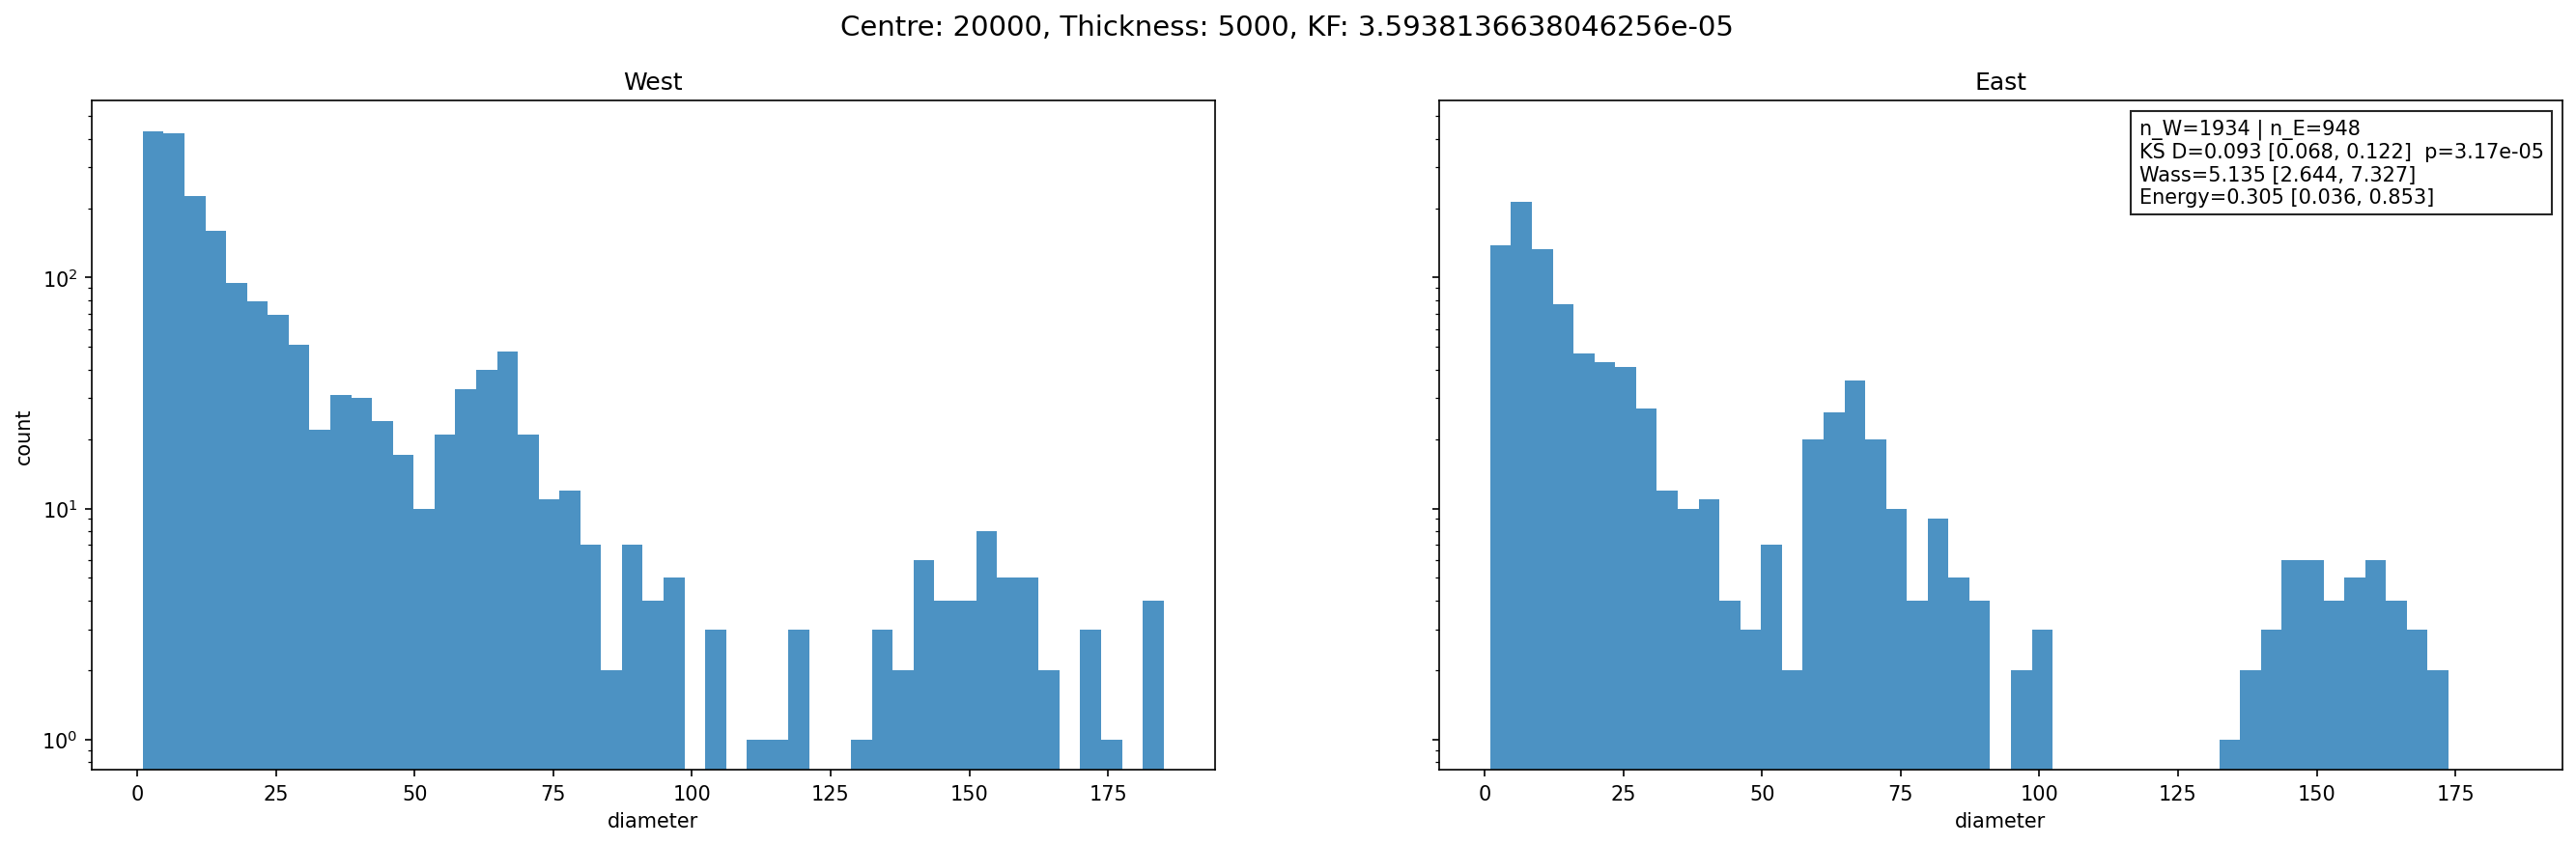 Centre: 20000, Thickness: 5000, KF: 3.5938136638046256e-05
West
East
n_W=1934 | n_E=948
KS D=0.093 [0.068, 0.122]  p=3.17e-05
Wass=5.135 [2.644, 7.327]
Energy=0.305 [0.036, 0.853]
count
10²
10¹
10⁰
0 25 50 75 100 125 150 175
diameter
0 25 50 75 100 125 150 175
diameter